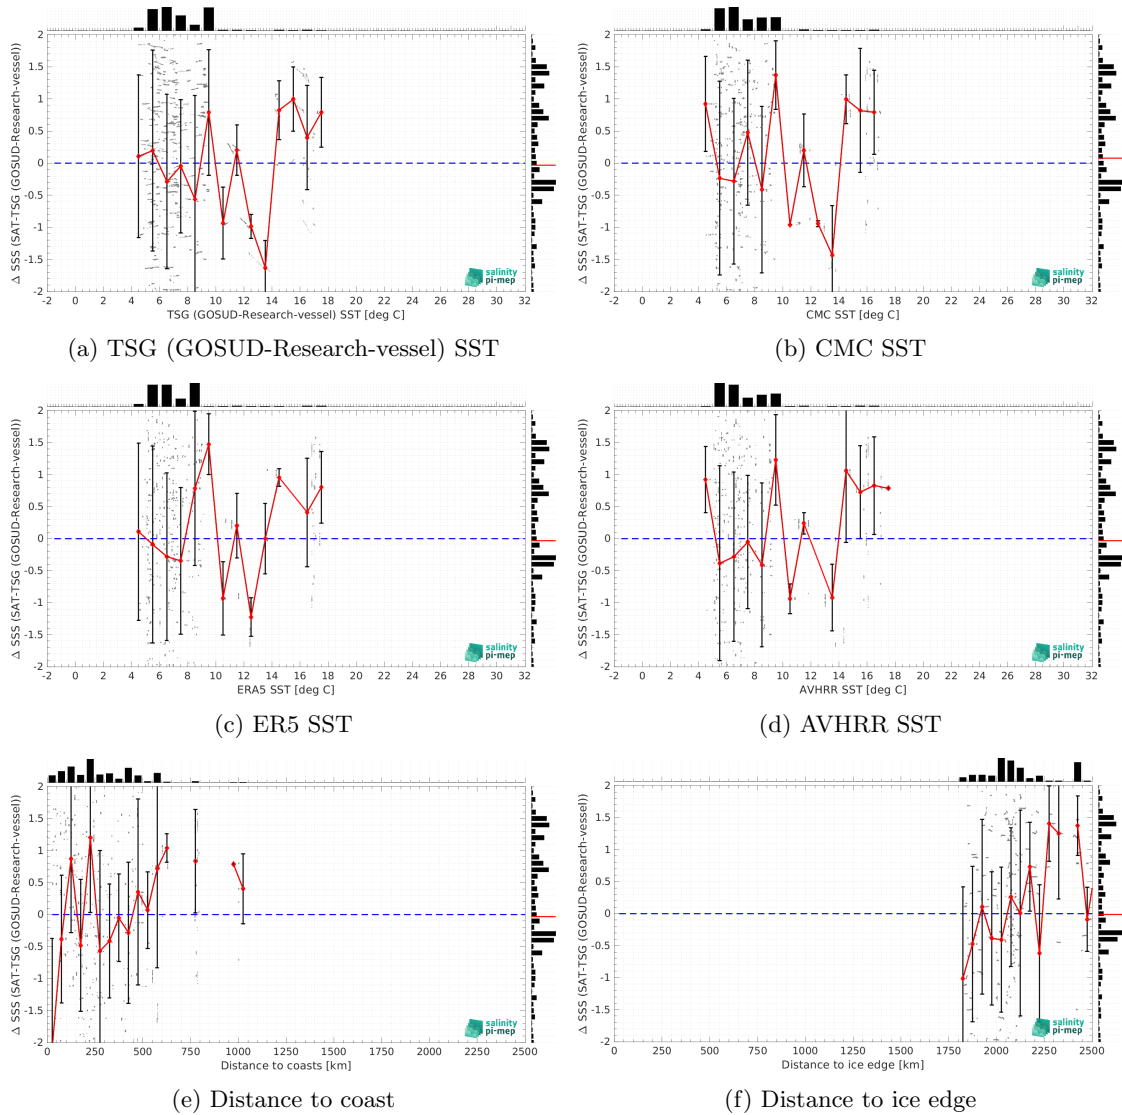 2
1.5
1
0.5
0
-0.5
-1
-1.5
-2
Δ SSS (SAT-TSG (GOSUD-Research-vessel))
salinity
pi-mep
-2 0 2 4 6 8 10 12 14 16 18 20 22 24 26 28 30 32
TSG (GOSUD-Research-vessel) SST [deg C]
(a) TSG (GOSUD-Research-vessel) SST
2
1.5
1
0.5
0
-0.5
-1
-1.5
-2
Δ SSS (SAT-TSG (GOSUD-Research-vessel))
salinity
pi-mep
-2 0 2 4 6 8 10 12 14 16 18 20 22 24 26 28 30 32
CMC SST [deg C]
(b) CMC SST
2
1.5
1
0.5
0
-0.5
-1
-1.5
-2
Δ SSS (SAT-TSG (GOSUD-Research-vessel))
salinity
pi-mep
-2 0 2 4 6 8 10 12 14 16 18 20 22 24 26 28 30 32
ERA5 SST [deg C]
(c) ER5 SST
2
1.5
1
0.5
0
-0.5
-1
-1.5
-2
Δ SSS (SAT-TSG (GOSUD-Research-vessel))
salinity
pi-mep
-2 0 2 4 6 8 10 12 14 16 18 20 22 24 26 28 30 32
AVHRR SST [deg C]
(d) AVHRR SST
2
1.5
1
0.5
0
-0.5
-1
-1.5
-2
Δ SSS (SAT-TSG (GOSUD-Research-vessel))
salinity
pi-mep
0 250 500 750 1000 1250 1500 1750 2000 2250 2500
Distance to coasts [km]
(e) Distance to coast
2
1.5
1
0.5
0
-0.5
-1
-1.5
-2
Δ SSS (SAT-TSG (GOSUD-Research-vessel))
salinity
pi-mep
0 250 500 750 1000 1250 1500 1750 2000 2250 2500
Distance to ice edge [km]
(f) Distance to ice edge